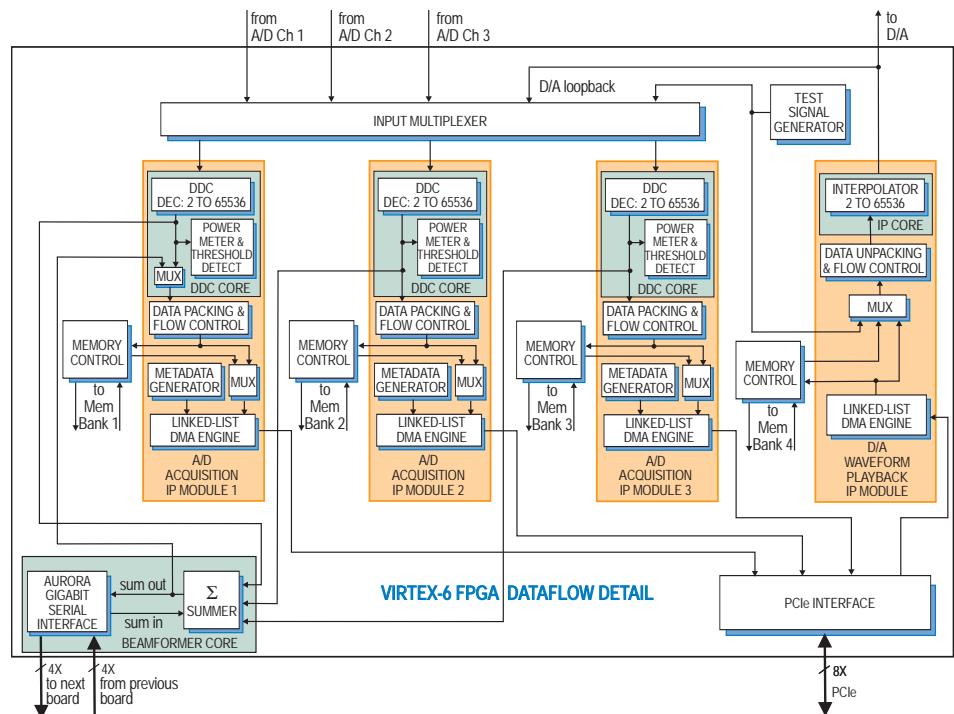 from
A/D Ch 1
from
A/D Ch 2
from
A/D Ch 3
to
D/A
D/A loopback
INPUT MULTIPLEXER
TEST
SIGNAL
GENERATOR
DDC
DEC: 2 TO 65536
POWER
METER &
THRESHOLD
DETECT
MUX
DDC CORE
DATA PACKING &
FLOW CONTROL
MEMORY
CONTROL
METADATA
GENERATOR
MUX
to
Mem
Bank 1
LINKED-LIST
DMA ENGINE
A/D
ACQUISITION
IP MODULE 1
DDC
DEC: 2 TO 65536
POWER
METER &
THRESHOLD
DETECT
DDC CORE
DATA PACKING &
FLOW CONTROL
MEMORY
CONTROL
METADATA
GENERATOR
MUX
to
Mem
Bank 2
LINKED-LIST
DMA ENGINE
A/D
ACQUISITION
IP MODULE 2
DDC
DEC: 2 TO 65536
POWER
METER &
THRESHOLD
DETECT
DDC CORE
DATA PACKING &
FLOW CONTROL
MEMORY
CONTROL
METADATA
GENERATOR
MUX
to
Mem
Bank 3
LINKED-LIST
DMA ENGINE
A/D
ACQUISITION
IP MODULE 3
INTERPOLATOR
2 TO 65536
IP CORE
DATA UNPACKING
& FLOW CONTROL
MUX
MEMORY
CONTROL
to
Mem
Bank 4
LINKED-LIST
DMA ENGINE
D/A
WAVEFORM
PLAYBACK
IP MODULE
AURORA
GIGABIT
SERIAL
INTERFACE
sum out
sum in
Σ
SUMMER
BEAMFORMER CORE
VIRTEX-6 FPGA DATAFLOW DETAIL
PCIe INTERFACE
4X
to next
board
4X
from previous
board
8X
PCIe